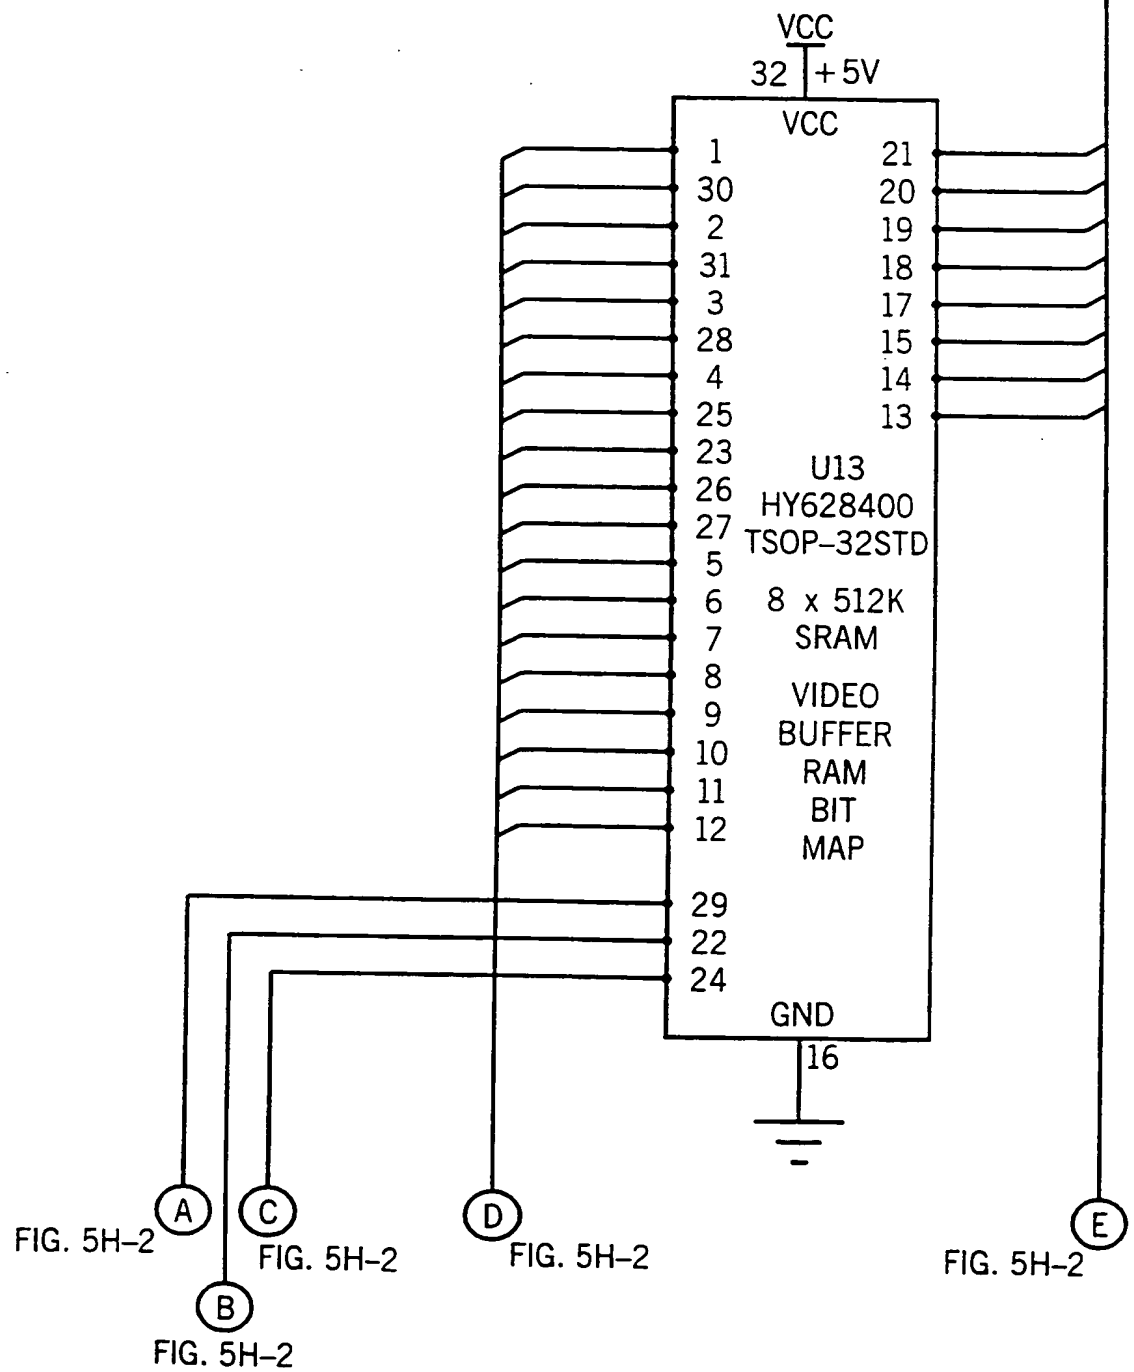 VCC
32 +5V
VCC
1 21
30 20
2 19
31 18
3 17
28 15
4 14
25 13
23
26
27
5
6
7
8
9
10
11
12
29
22
24
U13
HY628400
TSOP–32STD
8 x 512K
SRAM
VIDEO
BUFFER
RAM
BIT
MAP
GND
16
A
FIG. 5H–2
C
FIG. 5H–2
D
FIG. 5H–2
E
FIG. 5H–2
B
FIG. 5H–2